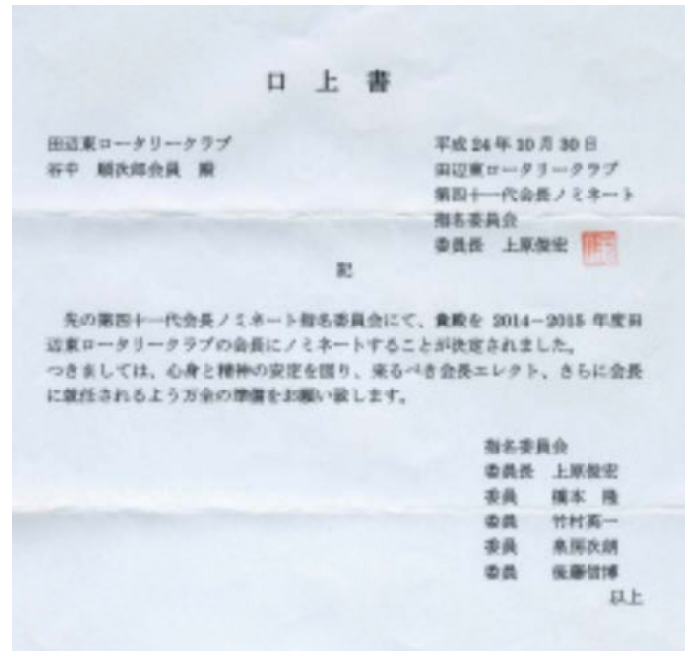 口上書
田辺東ロータリークラブ
谷中 順次郎会員 殿
平成24年10月30日
田辺東ロータリークラブ
第四十一代会長ノミネート
指名委員会
委員長 上原俊宏
記
先の第四十一代会長ノミネート指名委員会にて、貴殿を 2014−2015 年度田
辺東ロータリークラブの会長にノミネートすることが決定されました。
つきましては、心身と精神の安定を図り、来るべき会長エレクト、さらに会長
に就任されるよう万全の準備をお願い致します。
指名委員会
委員長 上原俊宏
委員 橋本 隆
委員 竹村英一
委員 泉房次朗
委員 後藤信博
以上